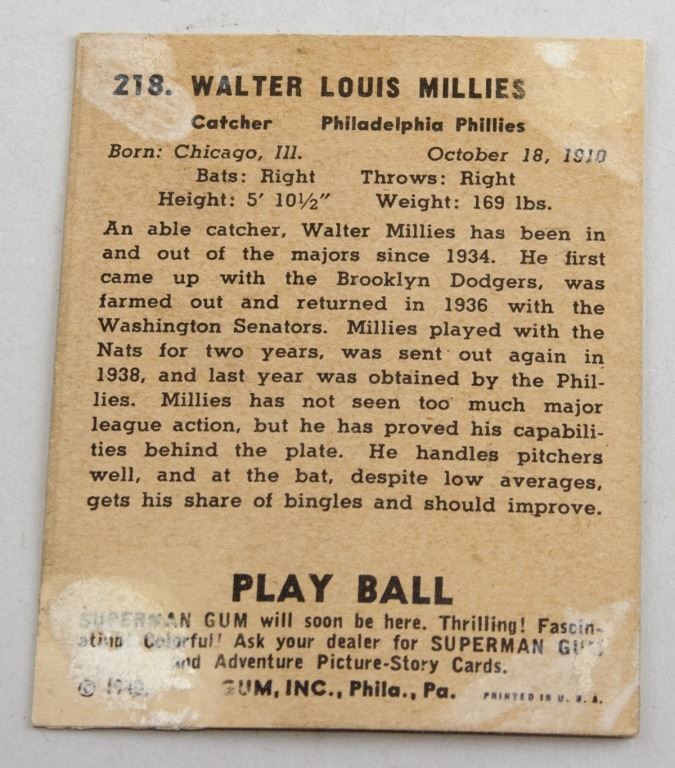 218. WALTER LOUIS MILLIES
Catcher Philadelphia Phillies
Born: Chicago, Ill. October 18, 1910
Bats: Right Throws: Right
Height: 5' 10½" Weight: 169 lbs.
An able catcher, Walter Millies has been in
and out of the majors since 1934. He first
came up with the Brooklyn Dodgers, was
farmed out and returned in 1936 with the
Washington Senators. Millies played with the
Nats for two years, was sent out again in
1938, and last year was obtained by the Phil-
lies. Millies has not seen too much major
league action, but he has proved his capabili-
ties behind the plate. He handles pitchers
well, and at the bat, despite low averages,
gets his share of bingles and should improve.
PLAY BALL
SUPERMAN GUM will soon be here. Thrilling! Fascin-
ating! Colorful! Ask your dealer for SUPERMAN GUM
and Adventure Picture-Story Cards.
© 1940, GUM, INC., Phila., Pa. PRINTED IN U. S. A.